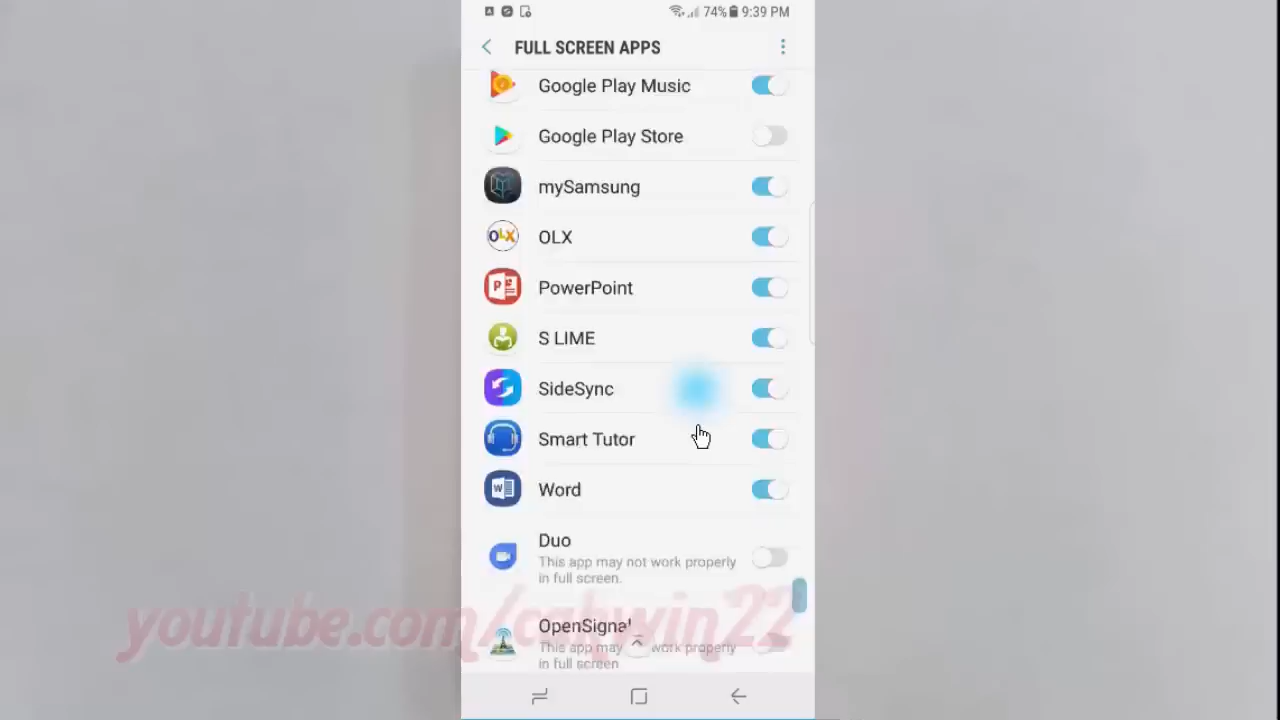 74% 9:39 PM
FULL SCREEN APPS
Google Play Music
Google Play Store
mySamsung
OLX
OLX
PowerPoint
S LIME
SideSync
Smart Tutor
Word
Duo
This app may not work properly
in full screen.
OpenSignal
This app may work properly
in full screen
youtube.com/cakwin22